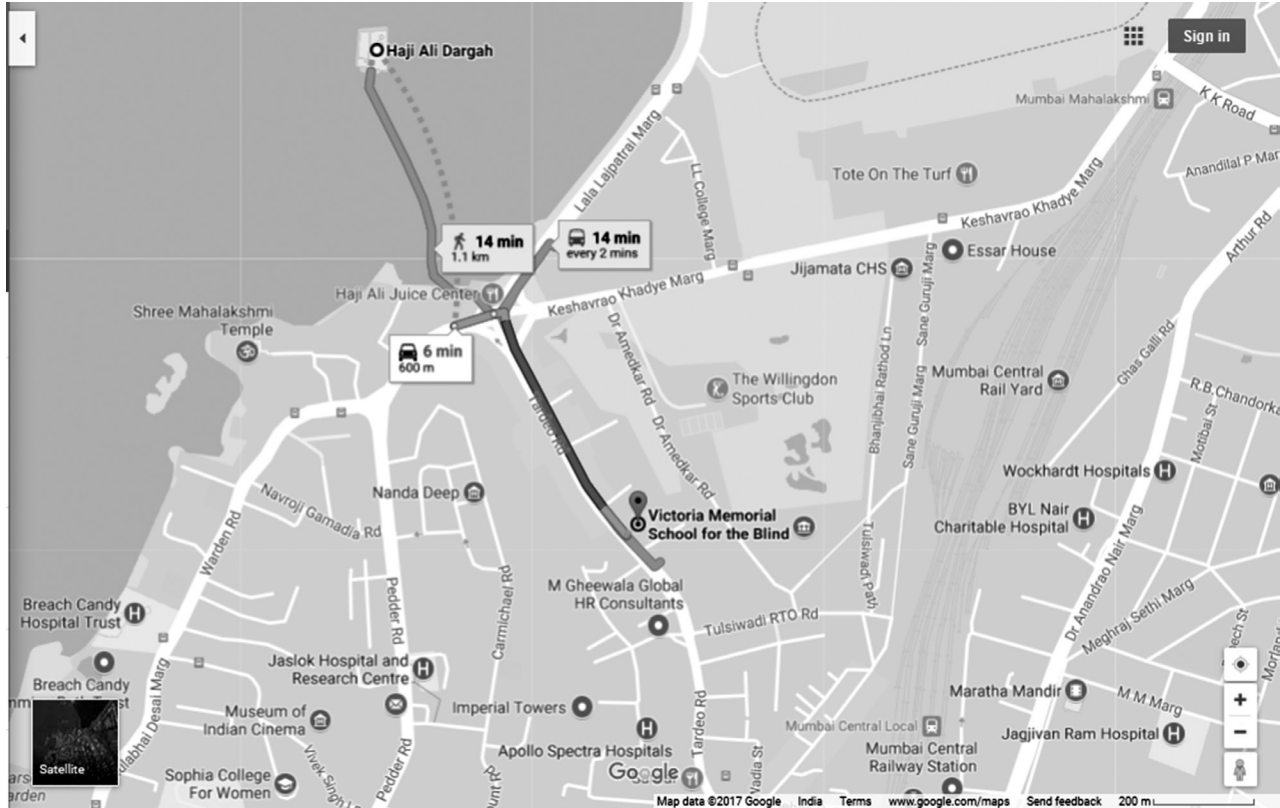 Haji Ali Dargah
Sign in
Mumbai Mahalakshmi
K K Road
Anandilal P Mar
Lala Lajpatrai Marg
LL College Marg
Tote On The Turf
Keshavrao Khadye Marg
Arthur Rd
14 min
1.1 km
14 min
every 2 mins
Essar House
Jijamata CHS
Sane Guruji Marg
Haji Ali Juice Center
Keshavrao Khadye Marg
Shree Mahalakshmi
Temple
6 min
600 m
Dr Amedkar Rd
Bhanjibhai Rathod Ln
Ghas Galli Rd
The Willingdon
Sports Club
Mumbai Central
Rail Yard
R.B.Chandorka
Motibai St
Tardeo Rd
Dr Amedkar Rd
Sane Guruji Marg
Wockhardt Hospitals
Nanda Deep
Navroji Gamadia Rd
Warden Rd
Victoria Memorial
School for the Blind
BYL Nair
Charitable Hospital
Tulsiwadi Path
Dr Anandrao Nair Marg
M Gheewala Global
HR Consultants
Pedder Rd
Carmichael Rd
Tulsiwadi RTO Rd
Meghraj Sethi Marg
Breach Candy
Hospital Trust
Jaslok Hospital and
Research Centre
Breach Candy
Maratha Mandir
M M Marg
Museum of
Indian Cinema
Imperial Towers
Tardeo Rd
Mumbai Central Local
Jagjivan Ram Hospital
Apollo Spectra Hospitals
Mumbai Central
Railway Station
Satellite
Sophia College
For Women
Pedder Rd
Google
Map data ©2017 Google India Terms www.google.com/maps Send feedback 200 m